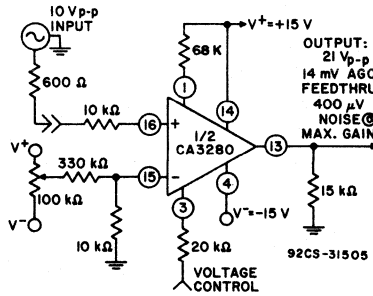 10 Vp-p
INPUT
600 Ω
10 kΩ
68 K
V+=+15 V
OUTPUT:
21 Vp-p
14 mV AGC
FEEDTHRU
400 μV
NOISE@
MAX. GAIN
1
14
16
+
1/2
CA3280
13
15
−
4
3
V+
330 kΩ
100 kΩ
V−
10 kΩ
V−=−15 V
15 kΩ
20 kΩ
VOLTAGE
CONTROL
92CS-31505